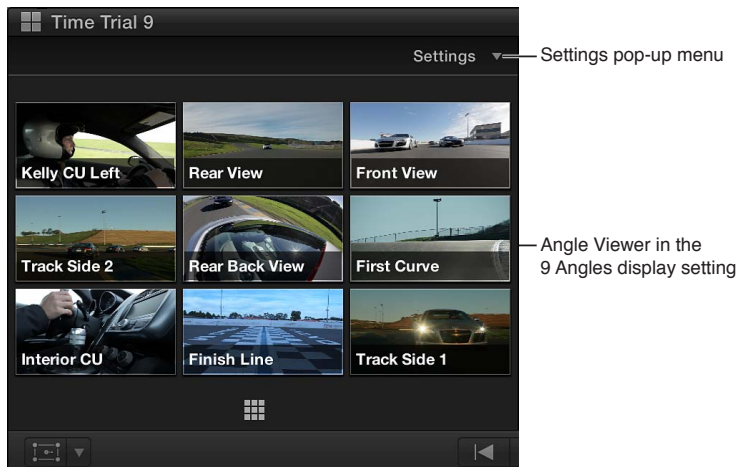 Time Trial 9
Settings
Settings pop-up menu
Kelly CU Left
Rear View
Front View
Track Side 2
Rear Back View
First Curve
Angle Viewer in the
9 Angles display setting
Interior CU
Finish Line
Track Side 1